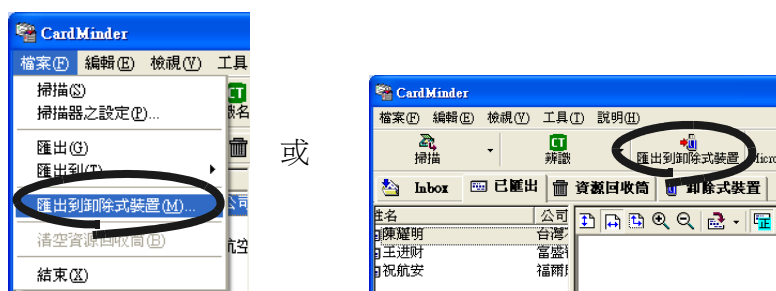 CardMinder
檔案(F) 編輯(E) 檢視(V) 工具
掃描(S)
掃描器之設定(P)...
匯出(G)
匯出到(T)
匯出到卸除式裝置(M)...
清空資源回收筒(B)
結束(X)
或
CardMinder
檔案(F) 編輯(E) 檢視(V) 工具(T) 說明(H)
掃描 辨識 匯出到卸除式裝置 Micro
Inbox 已匯出 資源回收筒 卸除式裝置
姓名 公司
陳耀明 台灣
王进财 富盛
祝航安 福爾